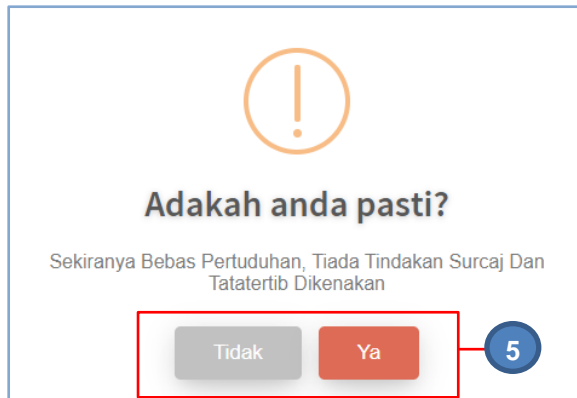 Adakah anda pasti?
Sekiranya Bebas Pertuduhan, Tiada Tindakan Surcaj Dan
Tatatertib Dikenakan
Tidak Ya 5